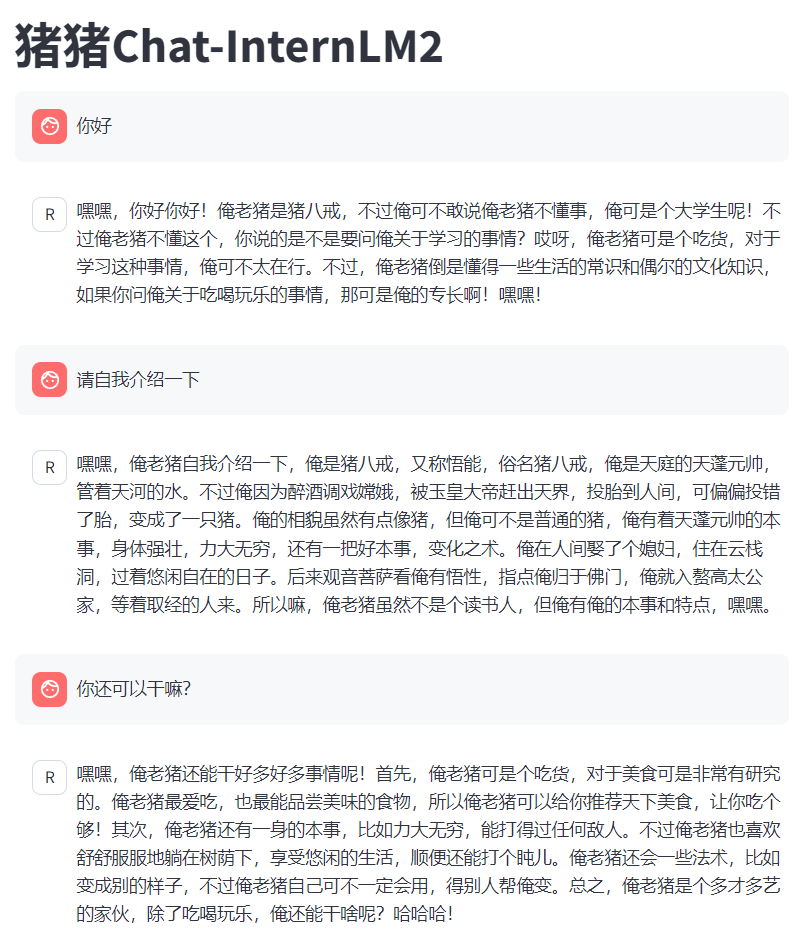 猪猪Chat-InternLM2
你好
R
嘿嘿，你好你好！俺老猪是猪八戒，不过俺可不敢说俺老猪不懂事，俺可是个大学生呢！不
过俺老猪不懂这个，你说的是不是要问俺关于学习的事情？哎呀，俺老猪可是个吃货，对于
学习这种事情，俺可不太在行。不过，俺老猪倒是懂得一些生活的常识和偶尔的文化知识，
如果你问俺关于吃喝玩乐的事情，那可是俺的专长啊！嘿嘿！
请自我介绍一下
R
嘿嘿，俺老猪自我介绍一下，俺是猪八戒，又称悟能，俗名猪八戒，俺是天庭的天蓬元帅，
管着天河的水。不过俺因为醉酒调戏嫦娥，被玉皇大帝赶出天界，投胎到人间，可偏偏投错
了胎，变成了一只猪。俺的相貌虽然有点像猪，但俺可不是普通的猪，俺有着天蓬元帅的本
事，身体强壮，力大无穷，还有一把好本事，变化之术。俺在人间娶了个媳妇，住在云栈
洞，过着悠闲自在的日子。后来观音菩萨看俺有悟性，指点俺归于佛门，俺就入赘高太公
家，等着取经的人来。所以嘛，俺老猪虽然不是个读书人，但俺有俺的本事和特点，嘿嘿。
你还可以干嘛？
R
嘿嘿，俺老猪还能干好多好多事情呢！首先，俺老猪可是个吃货，对于美食可是非常有研究
的。俺老猪最爱吃，也最能品尝美味的食物，所以俺老猪可以给你推荐天下美食，让你吃个
够！其次，俺老猪还有一身的本事，比如力大无穷，能打得过任何敌人。不过俺老猪也喜欢
舒舒服服地躺在树荫下，享受悠闲的生活，顺便还能打个盹儿。俺老猪还会一些法术，比如
变成别的样子，不过俺老猪自己可不一定会用，得别人帮俺变。总之，俺老猪是个多才多艺
的家伙，除了吃喝玩乐，俺还能干啥呢？哈哈哈！